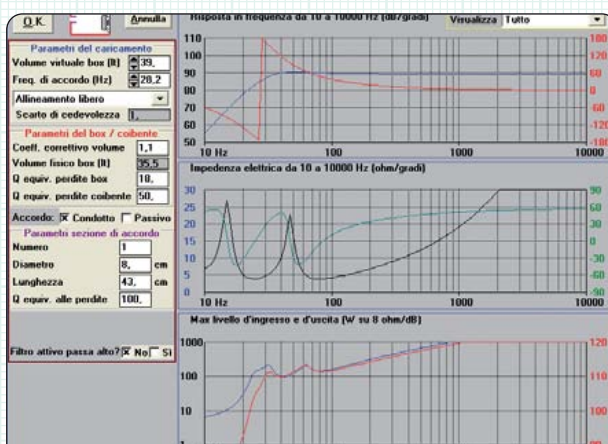 O.K.
Annulla
Risposta in frequenza da 10 a 10000 Hz (dB/gradi)
Visualizza Tutto
Parametri del caricamento
Volume virtuale box (lt) 39,
Freq. di accordo (Hz) 28,2
Allineamento libero
Scarto di cedevolezza 1,
Parametri del box / coibente
Coeff. correttivo volume 1,1
Volume fisico box (lt) 35,5
Q equiv. perdite box 18,
Q equiv. perdite coibente 50,
Accordo: Condotto Passivo
Parametri sezione di accordo
Numero 1
Diametro 8, cm
Lunghezza 43, cm
Q equiv. alle perdite 100,
Filtro attivo passa alto? No Sì
110
100
90
80
70
60
50
180
120
60
0
-60
-120
-180
10 Hz 100 1000 10000
Impedenza elettrica da 10 a 10000 Hz (ohm/gradi)
30
25
20
15
10
5
0
90
60
30
0
-30
-60
-90
10 Hz 100 1000 10000
Max livello d'ingresso e d'uscita (W su 8 ohm/dB)
1000
100
10
1
120
110
100
90